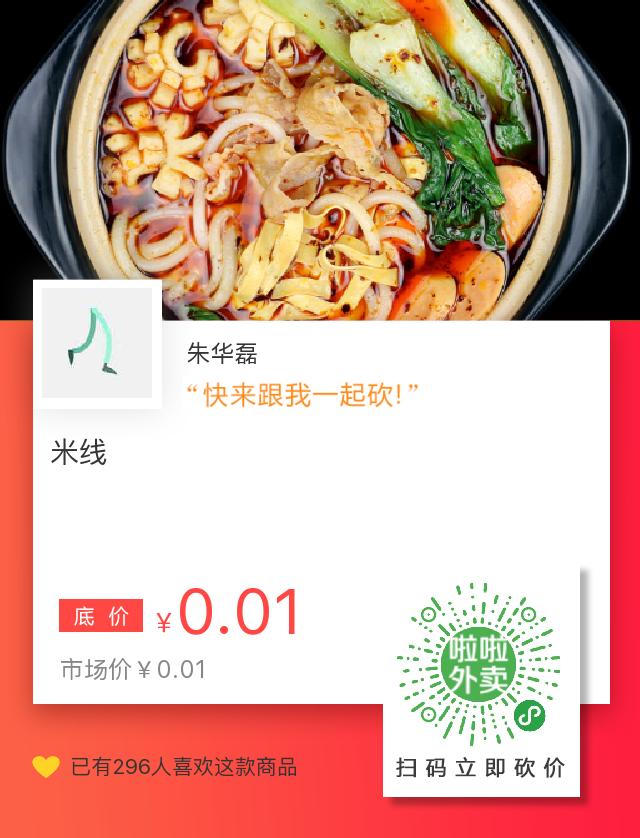 朱华磊
“快来跟我一起砍!”
米线
底价 ¥0.01
市场价¥0.01
啦啦
外卖
扫码立即砍价
已有296人喜欢这款商品